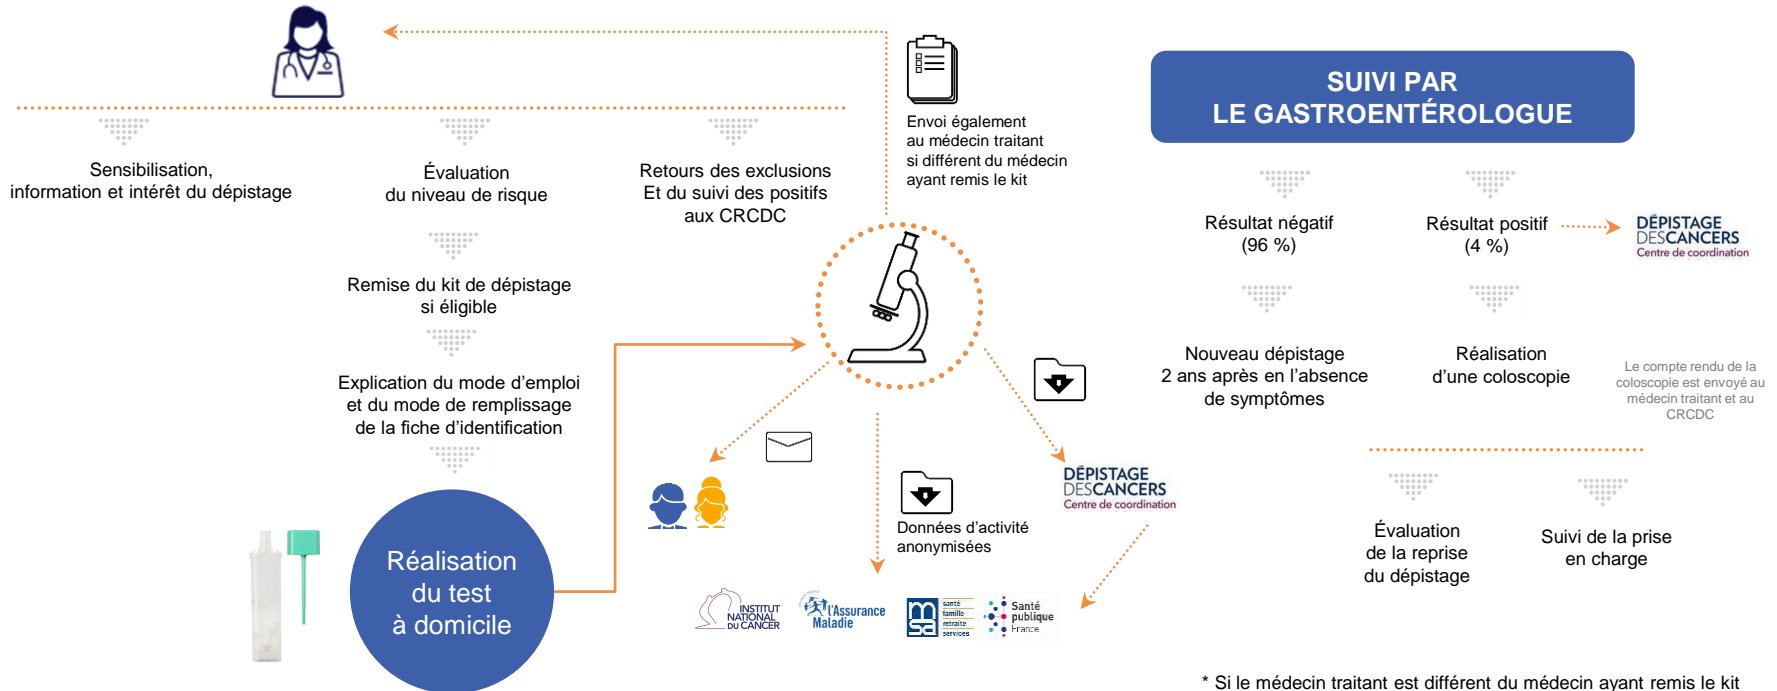 Sensibilisation,
information et intérêt du dépistage
Évaluation
du niveau de risque
Remise du kit de dépistage
si éligible
Explication du mode d’emploi
et du mode de remplissage
de la fiche d’identification
Réalisation
du test
à domicile
Retours des exclusions
Et du suivi des positifs
aux CRCDC
Envoi également
au médecin traitant
si différent du médecin
ayant remis le kit
Données d’activité
anonymisées
DÉPISTAGE
DESCANCERS
Centre de coordination
INSTITUT
NATIONAL
DU CANCER
l'Assurance
Maladie
msa
santé
famille
retraite
services
Santé
publique
France
SUIVI PAR
LE GASTROENTÉROLOGUE
Résultat négatif
(96 %)
Nouveau dépistage
2 ans après en l’absence
de symptômes
Résultat positif
(4 %)
DÉPISTAGE
DESCANCERS
Centre de coordination
Réalisation
d’une coloscopie
Le compte rendu de la
coloscopie est envoyé au
médecin traitant et au
CRCDC
Évaluation
de la reprise
du dépistage
Suivi de la prise
en charge
* Si le médecin traitant est différent du médecin ayant remis le kit